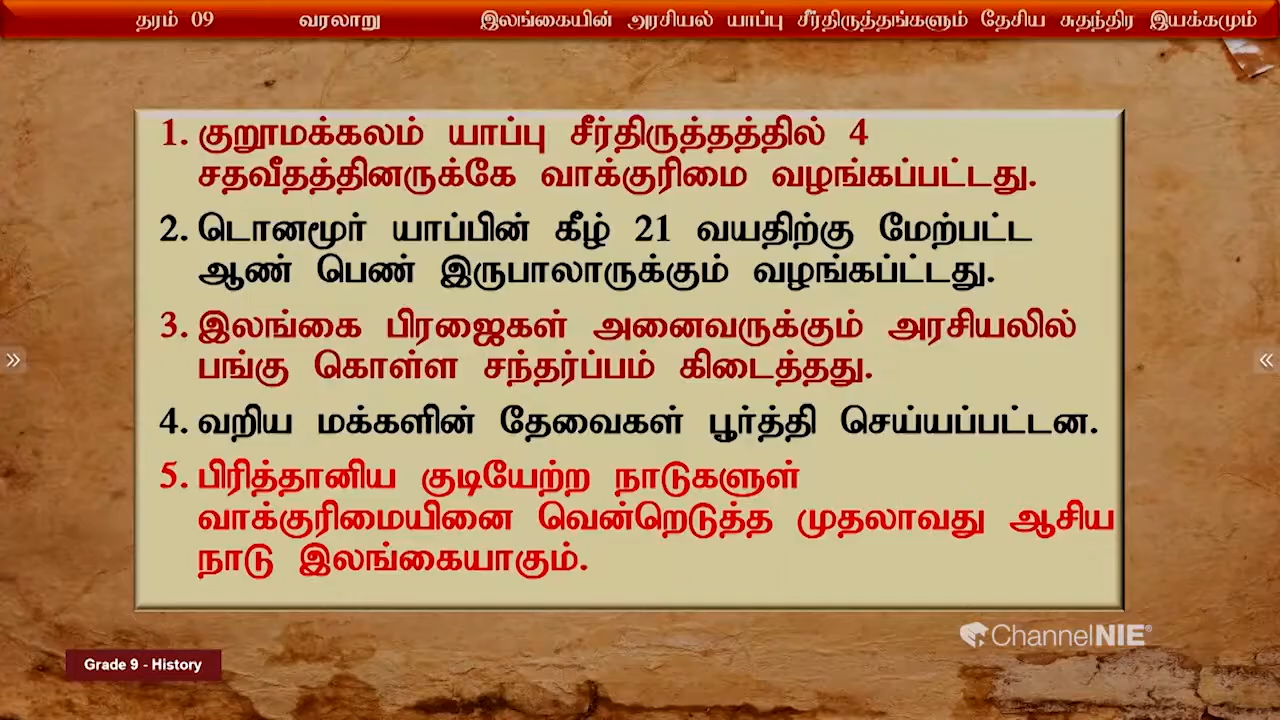 தரம் 09 வரலாறு இலங்கையின் அரசியல் யாப்பு சீர்திருத்தங்களும் தேசிய சுதந்திர இயக்கமும்
1. குறூமக்கலம் யாப்பு சீர்திருத்தத்தில் 4
சதவீதத்தினருக்கே வாக்குரிமை வழங்கப்பட்டது.
2. டொனமூர் யாப்பின் கீழ் 21 வயதிற்கு மேற்பட்ட
ஆண் பெண் இருபாலாருக்கும் வழங்கப்ட்டது.
3. இலங்கை பிரஜைகள் அனைவருக்கும் அரசியலில்
பங்கு கொள்ள சந்தர்ப்பம் கிடைத்தது.
4. வறிய மக்களின் தேவைகள் பூர்த்தி செய்யப்பட்டன.
5. பிரித்தானிய குடியேற்ற நாடுகளுள்
வாக்குரிமையினை வென்றெடுத்த முதலாவது ஆசிய
நாடு இலங்கையாகும்.
ChannelNIE®
Grade 9 - History